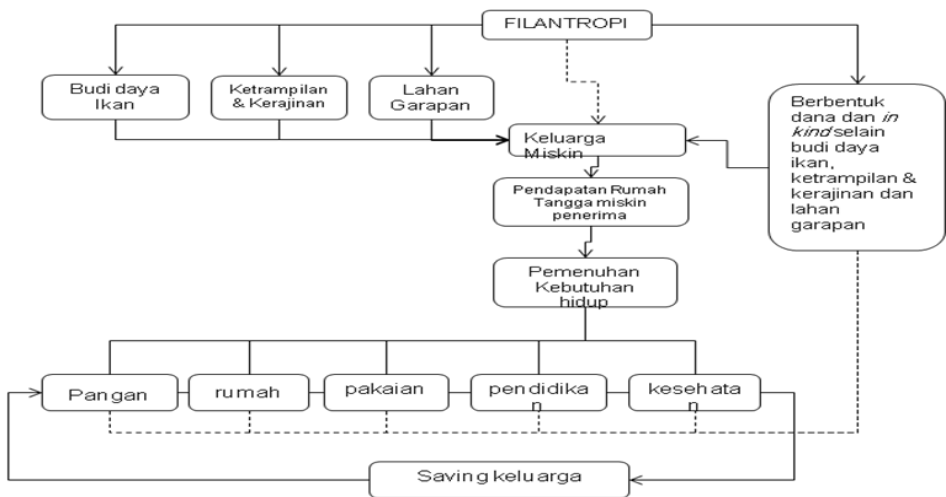 FILANTROPI
Budi daya
Ikan
Ketrampilan
& Kerajinan
Lahan
Garapan
Berbentuk
dana dan in
kind selain
budi daya
ikan,
ketrampilan &
kerajinan dan
lahan
garapan
Keluarga
Miskin
Pendapatan Rumah
Tangga miskin
penerima
Pemenuhan
Kebutuhan
hidup
Pangan
rumah
pakaian
pendidika
n
kesehata
n
Saving keluarga